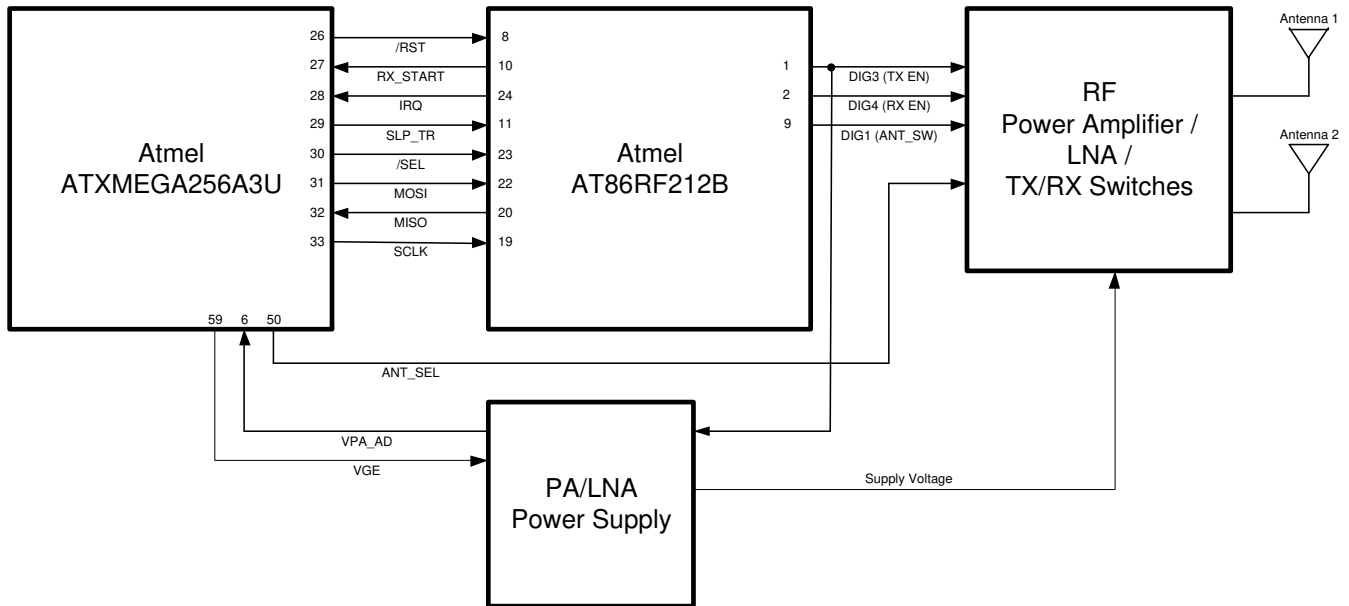 Antenna 1
26
/RST
8
27
RX_START
10
1
DIG3 (TX EN)
28
IRQ
24
2
DIG4 (RX EN)
29
SLP_TR
11
9
DIG1 (ANT_SW)
30
/SEL
23
31
MOSI
22
32
MISO
20
33
SCLK
19
Atmel
ATXMEGA256A3U
Atmel
AT86RF212B
RF
Power Amplifier /
LNA /
TX/RX Switches
Antenna 2
59
6
50
ANT_SEL
VPA_AD
VGE
PA/LNA
Power Supply
Supply Voltage